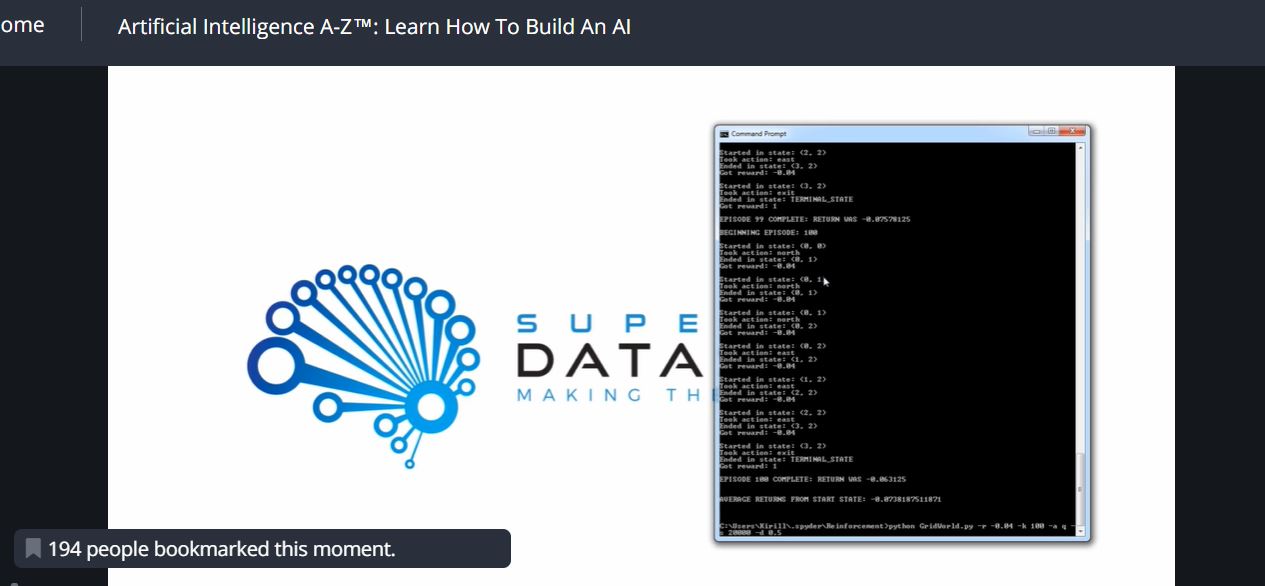 ome
Artificial Intelligence A-Z™: Learn How To Build An AI
SUPE
DATA
MAKING TH
Command Prompt
Started in state: (2, 2)
Took action: east
Ended in state: (3, 2)
Got reward: -0.04
Started in state: (3, 2)
Took action: exit
Ended in state: TERMINAL_STATE
Got reward: 1
EPISODE 99 COMPLETE: RETURN WAS -0.07578125
BEGINNING EPISODE: 100
Started in state: (0, 0)
Took action: north
Ended in state: (0, 1)
Got reward: -0.04
Started in state: (0, 1
Took action: north
Ended in state: (0, 1)
Got reward: -0.04
Started in state: (0, 1)
Took action: north
Ended in state: (0, 2)
Got reward: -0.04
Started in state: (0, 2)
Took action: east
Ended in state: (1, 2)
Got reward: -0.04
Started in state: (1, 2)
Took action: east
Ended in state: (2, 2)
Got reward: -0.04
Started in state: (2, 2)
Took action: east
Ended in state: (3, 2)
Got reward: -0.04
Started in state: (3, 2)
Took action: exit
Ended in state: TERMINAL_STATE
Got reward: 1
EPISODE 100 COMPLETE: RETURN WAS -0.063125
AVERAGE RETURNS FROM START STATE: -0.0738187511871
C:\Users\Kirill\.spyder\Reinforcement>python GridWorld.py -r -0.04 -k 100 -a q -
s 20000 -d 0.5
194 people bookmarked this moment.